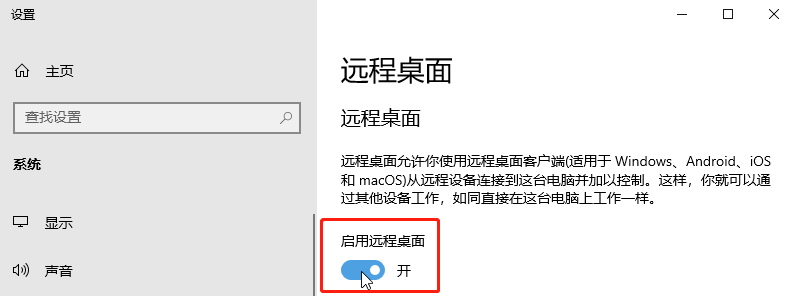 设置
主页
查找设置
系统
显示
声音
远程桌面
远程桌面
远程桌面允许你使用远程桌面客户端(适用于 Windows、Android、iOS
和 macOS)从远程设备连接到这台电脑并加以控制。这样，你就可以通
过其他设备工作，如同直接在这台电脑上工作一样。
启用远程桌面
开